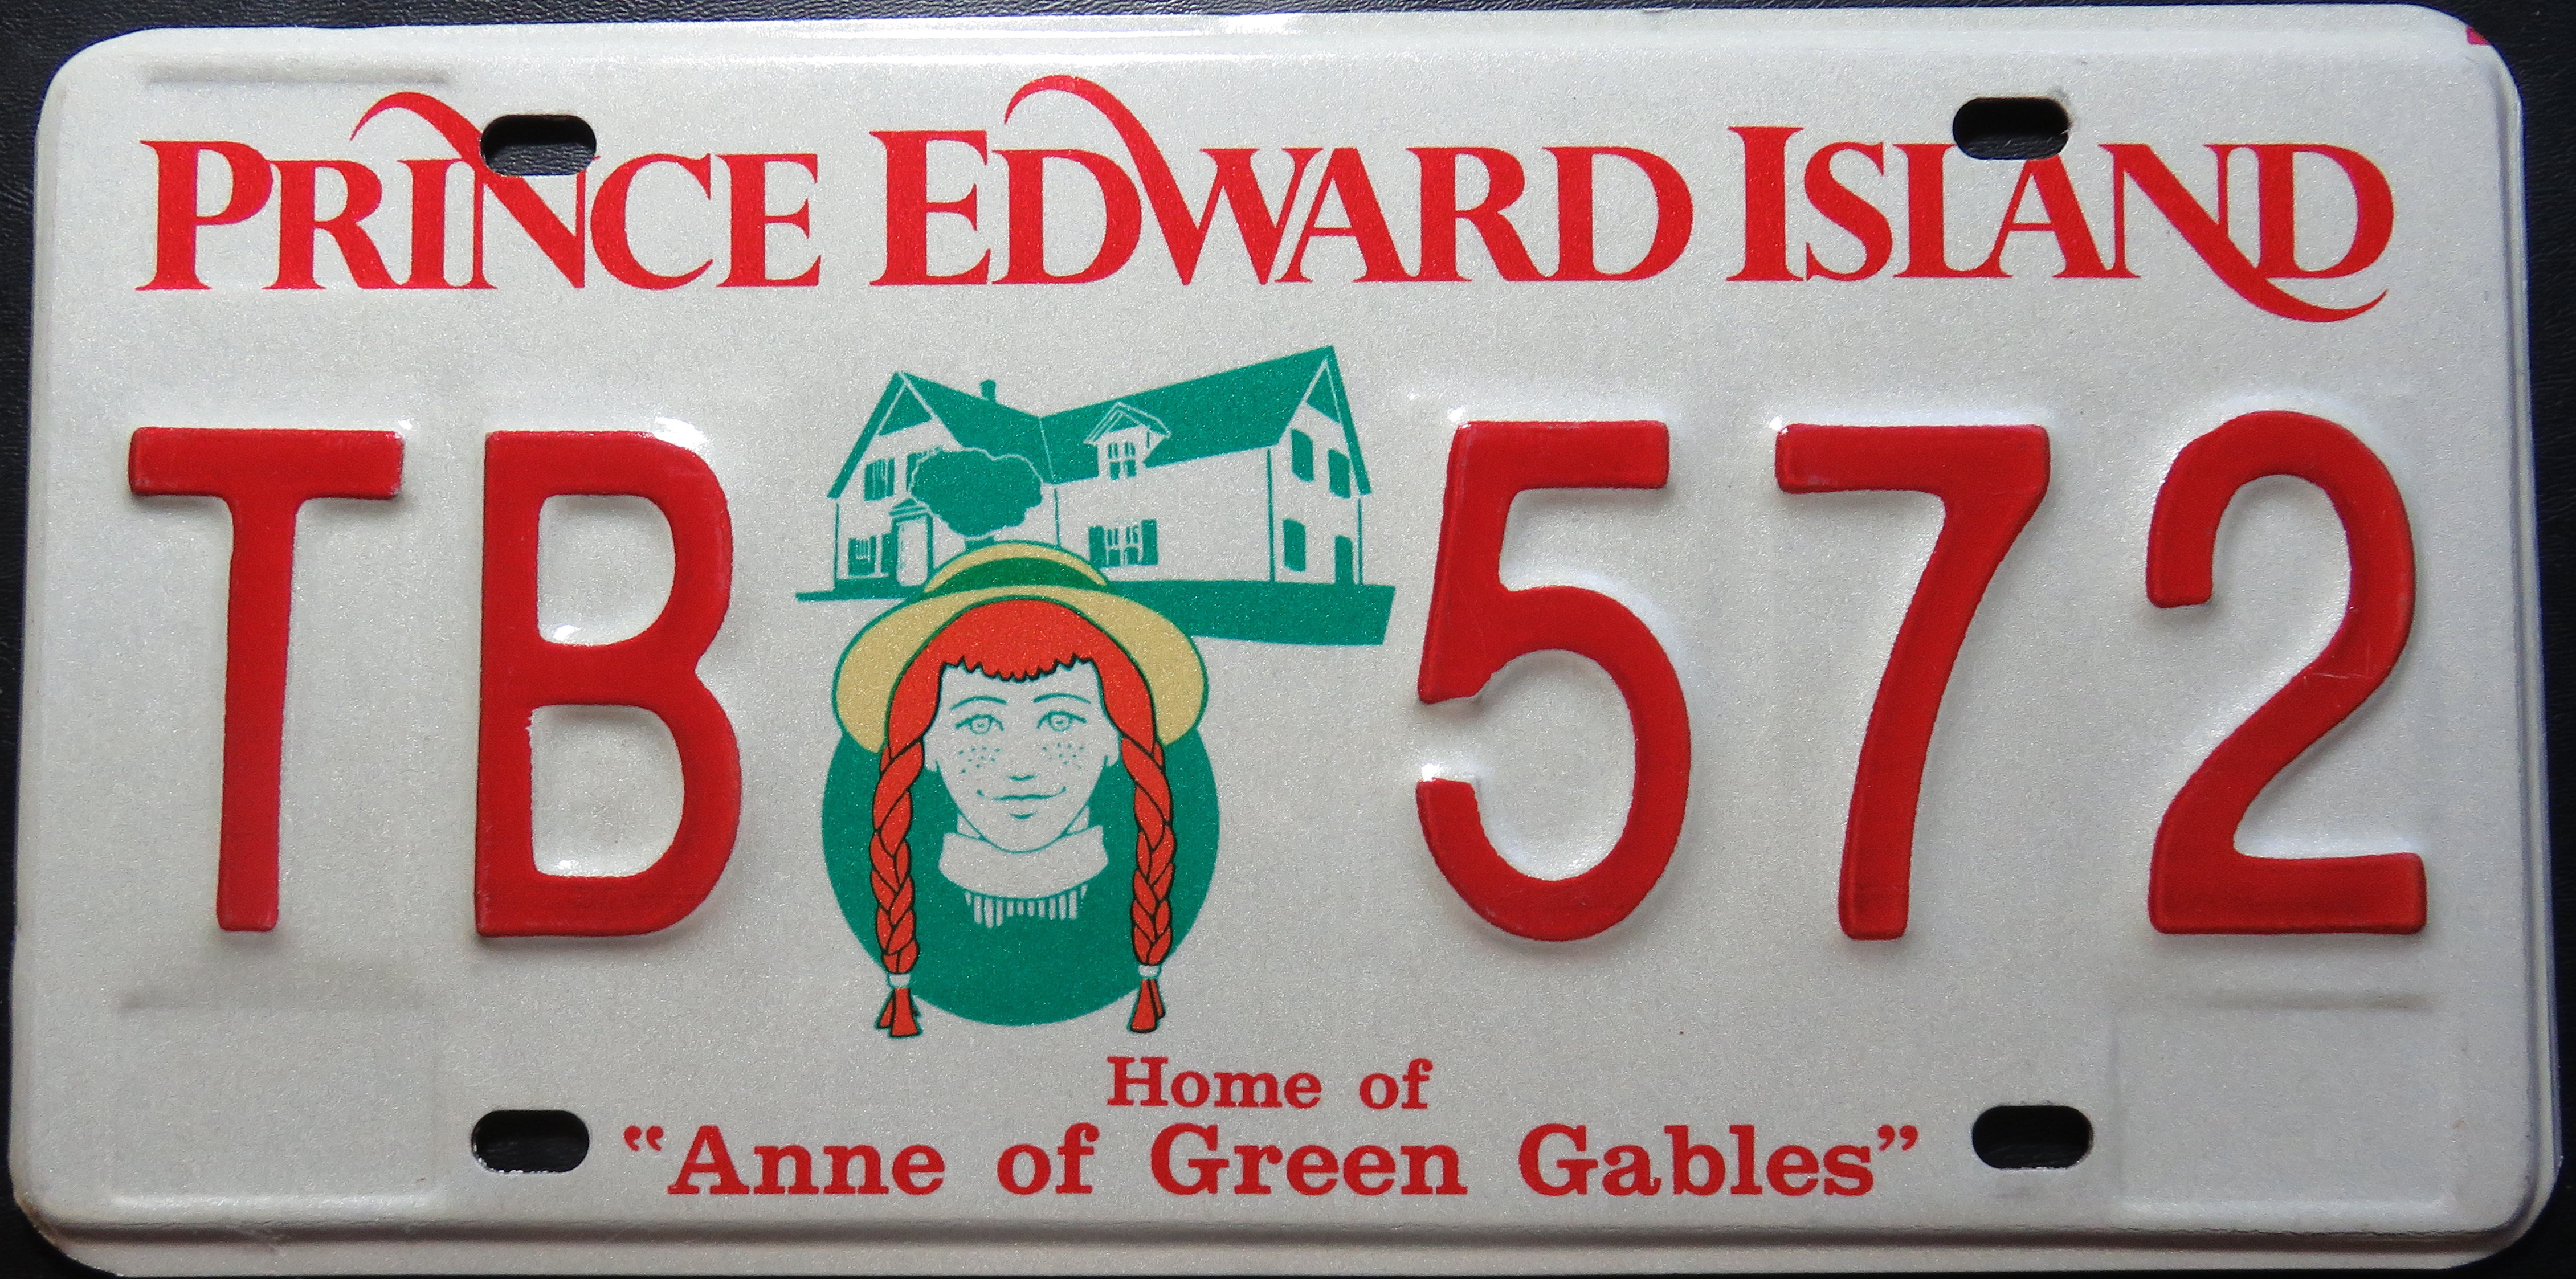 PRINCE EDWARD ISLAND
TB 572
Home of
“Anne of Green Gables”